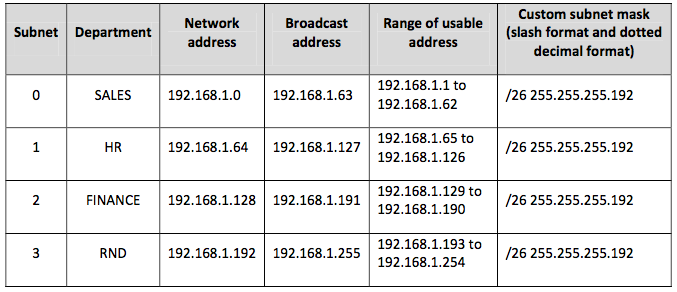 Subnet Department Network address Broadcast address Range of usable address Custom subnet mask (slash format and dotted decimal format)
0 SALES 192.168.1.0 192.168.1.63 192.168.1.1 to 192.168.1.62 /26 255.255.255.192
1 HR 192.168.1.64 192.168.1.127 192.168.1.65 to 192.168.1.126 /26 255.255.255.192
2 FINANCE 192.168.1.128 192.168.1.191 192.168.1.129 to 192.168.1.190 /26 255.255.255.192
3 RND 192.168.1.192 192.168.1.255 192.168.1.193 to 192.168.1.254 /26 255.255.255.192